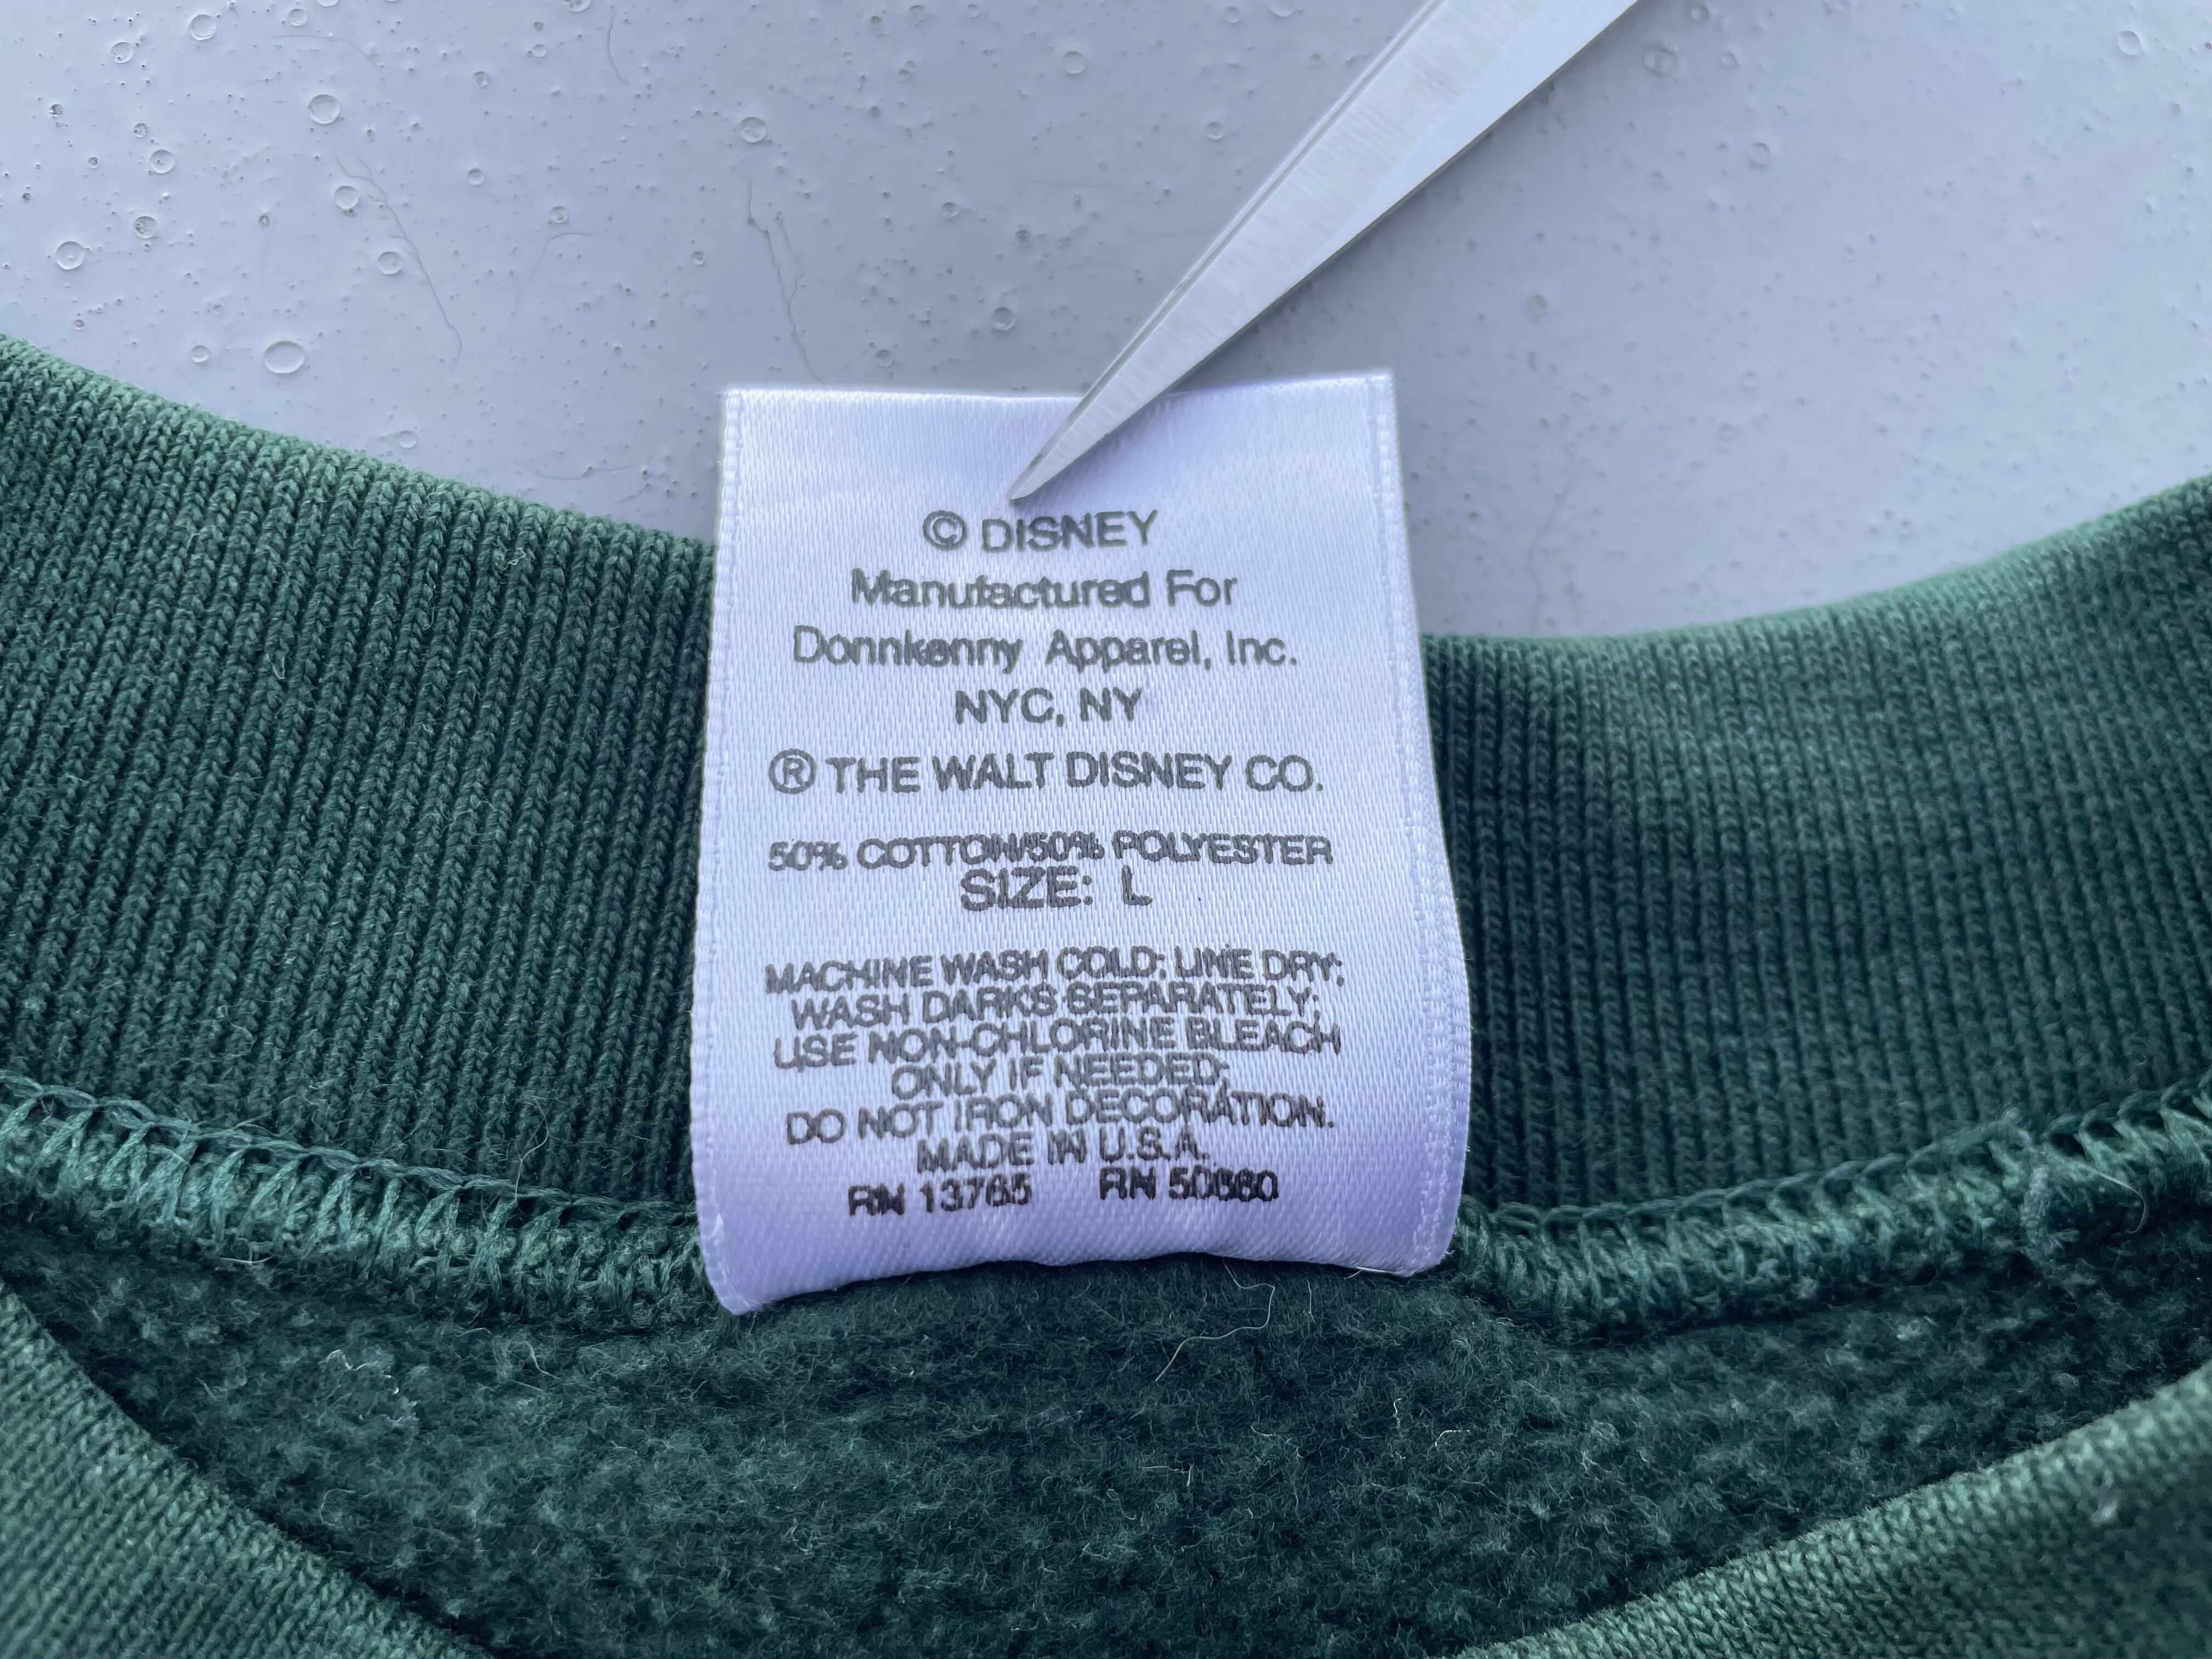 © DISNEY
Manufactured For
Donnkenny Apparel, Inc.
NYC, NY
® THE WALT DISNEY CO.
50% COTTON/50% POLYESTER
SIZE: L
MACHINE WASH COLD; LINE DRY;
WASH DARKS SEPARATELY;
USE NON-CHLORINE BLEACH
ONLY IF NEEDED;
DO NOT IRON DECORATION.
MADE IN U.S.A.
RN 13765 RN 50660